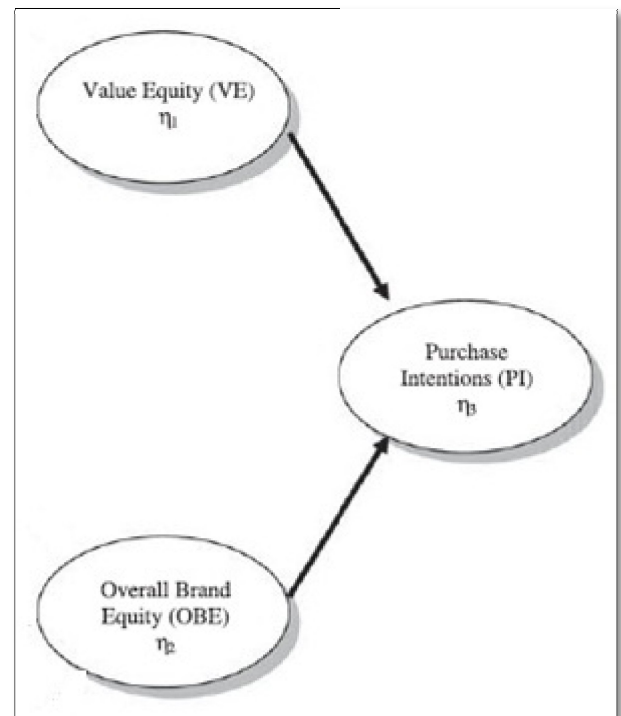 Value Equity (VE)
η1
Purchase
Intentions (PI)
η3
Overall Brand
Equity (OBE)
η2